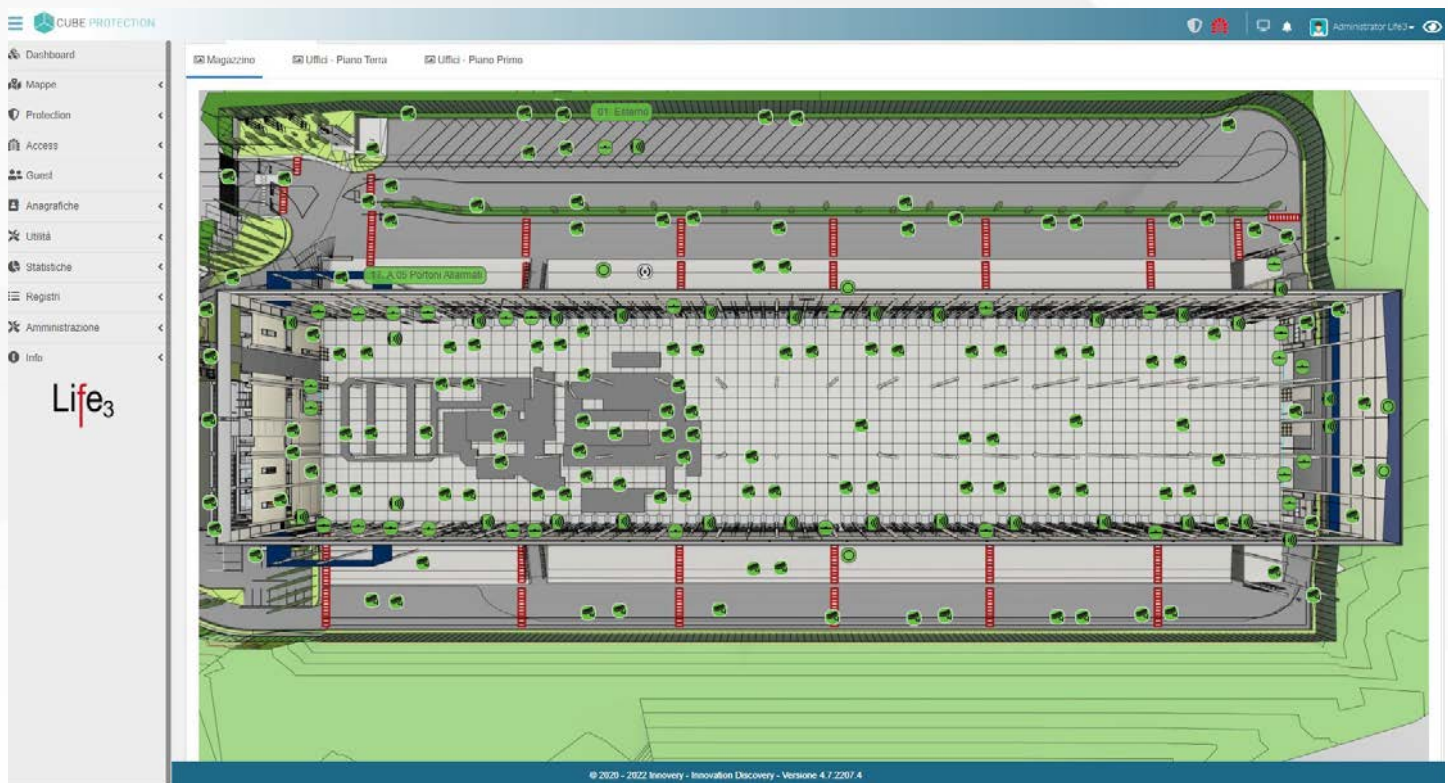 CUBE PROTECTION
Administrator Life3
Dashboard
Mappe
Protection
Access
Guest
Anagrafiche
Utilità
Statistiche
Registri
Amministrazione
Info
Life3
Magazzino
Uffici - Piano Terra
Uffici - Piano Primo
01: Esterno
A 05 Portoni Allarmati
© 2020 - 2022 Innovery - Innovation Discovery - Versione 4.7.2207.4